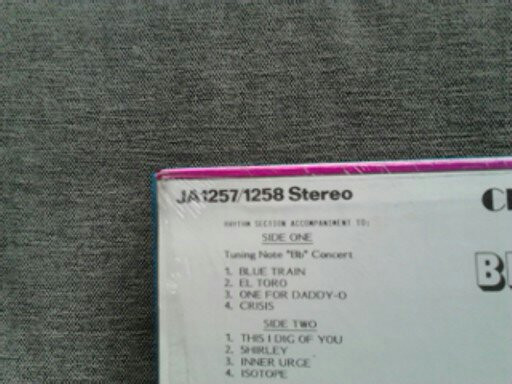 JA1257/1258 Stereo
RHYTHM SECTION ACCOMPANIMENT TO:
SIDE ONE
Tuning Note "Bb" Concert
1. BLUE TRAIN
2. EL TORO
3. ONE FOR DADDY-O
4. CRISIS
SIDE TWO
1. THIS I DIG OF YOU
2. SHIRLEY
3. INNER URGE
4. ISOTOPE